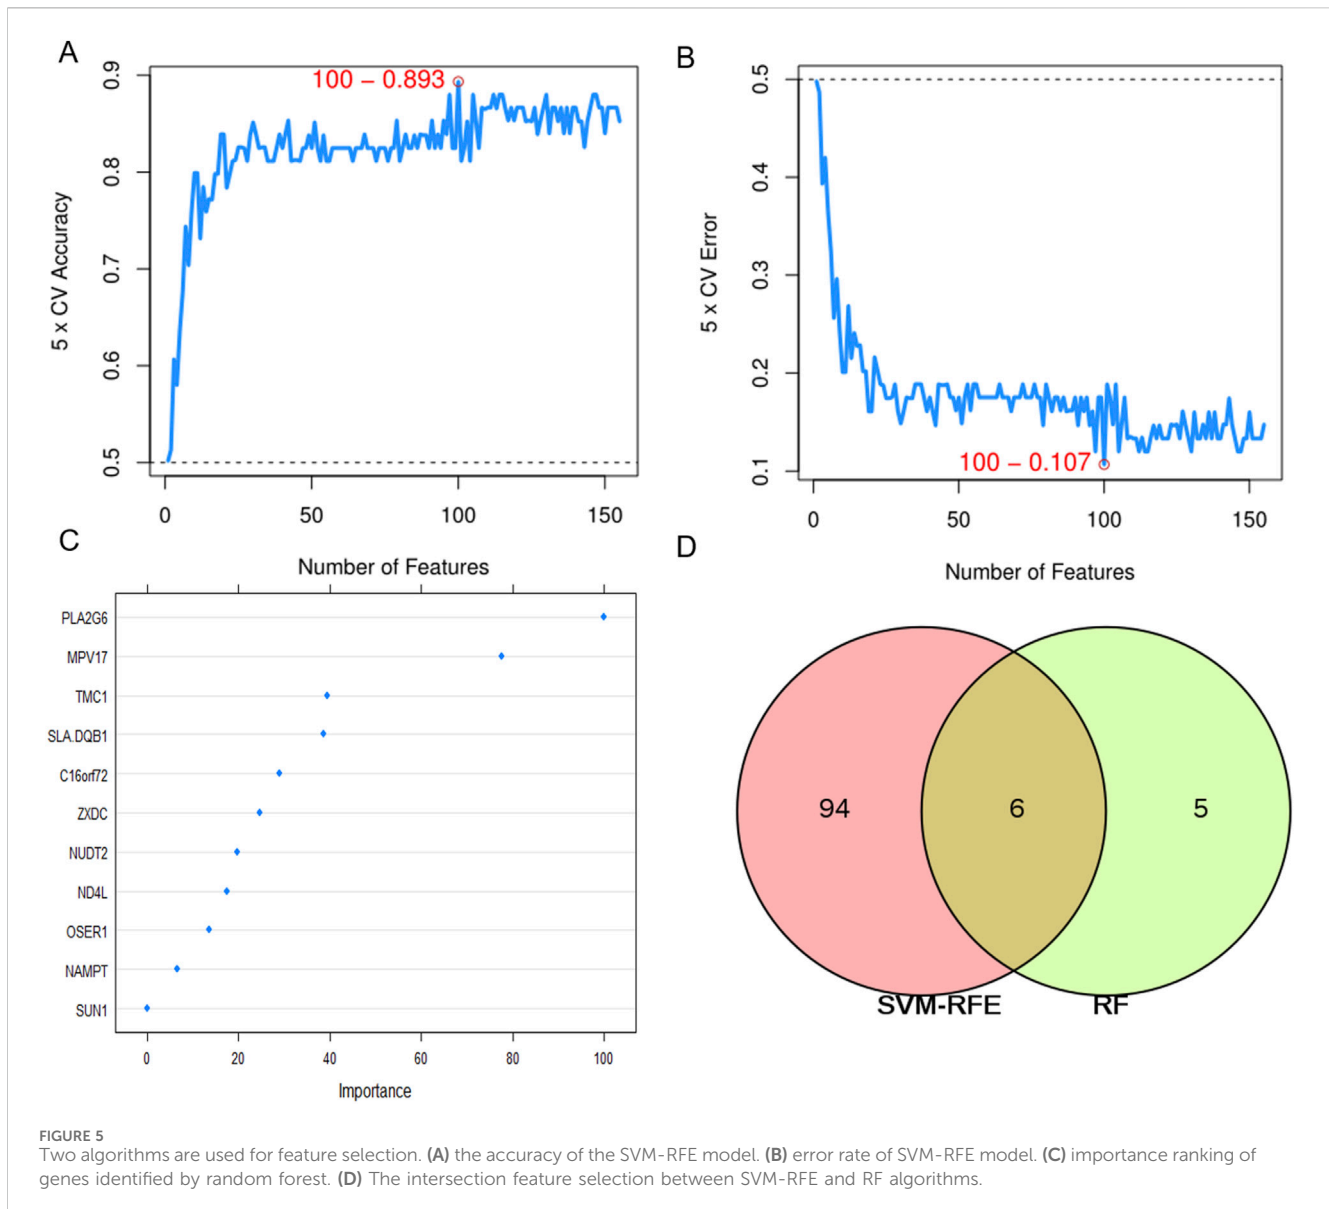 A
100 – 0.893
0.9
0.8
0.7
0.6
0.5
5 x CV Accuracy
0
50
100
150
Number of Features
B
0.5
0.4
0.3
0.2
0.1
5 x CV Error
100 – 0.107
0
50
100
150
Number of Features
C
PLA2G6
MPV17
TMC1
SLA.DQB1
C16orf72
ZXDC
NUDT2
ND4L
OSER1
NAMPT
SUN1
0
20
40
60
80
100
Importance
D
94
6
5
SVM-RFE
RF
FIGURE 5
Two algorithms are used for feature selection. (A) the accuracy of the SVM-RFE model. (B) error rate of SVM-RFE model. (C) importance ranking of
genes identified by random forest. (D) The intersection feature selection between SVM-RFE and RF algorithms.